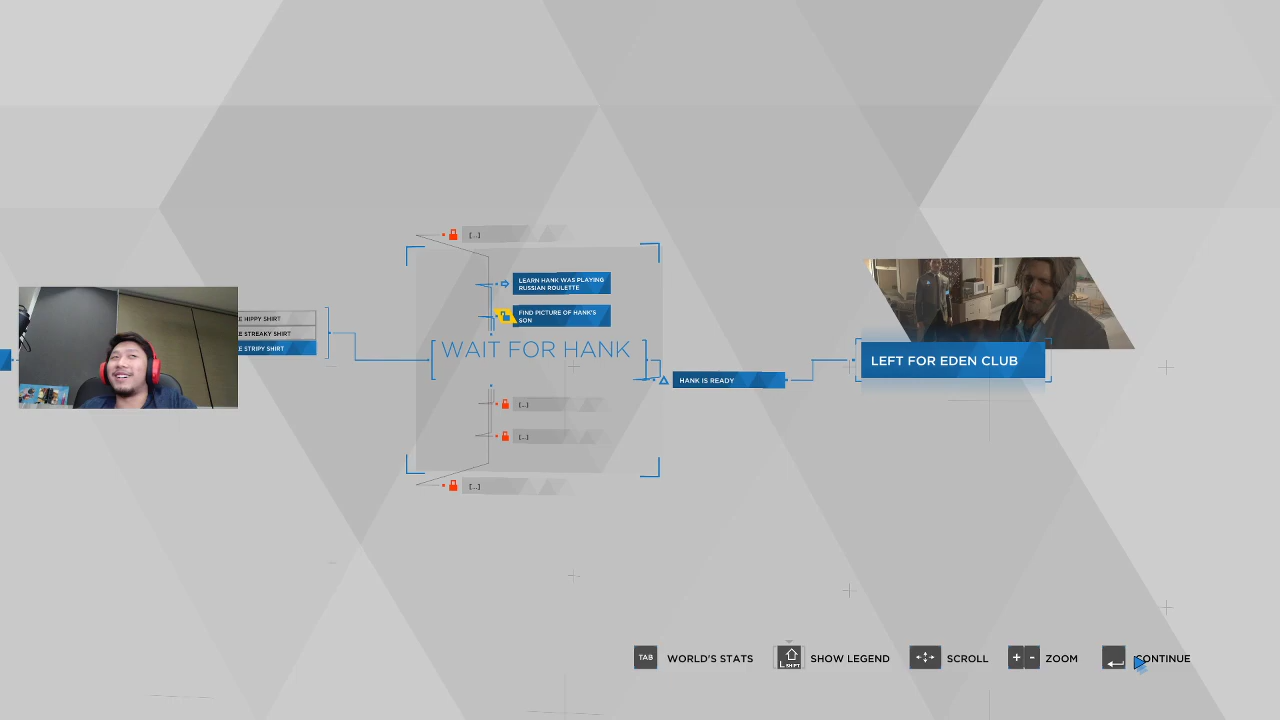 [...]
LEARN HANK WAS PLAYING
RUSSIAN ROULETTE
FIND PICTURE OF HANK'S
SON
HIPPY SHIRT
STREAKY SHIRT
STRIPY SHIRT
WAIT FOR HANK
HANK IS READY
LEFT FOR EDEN CLUB
[...]
[...]
[...]
TAB WORLD'S STATS
L SHIFT SHOW LEGEND
SCROLL
+ - ZOOM
CONTINUE